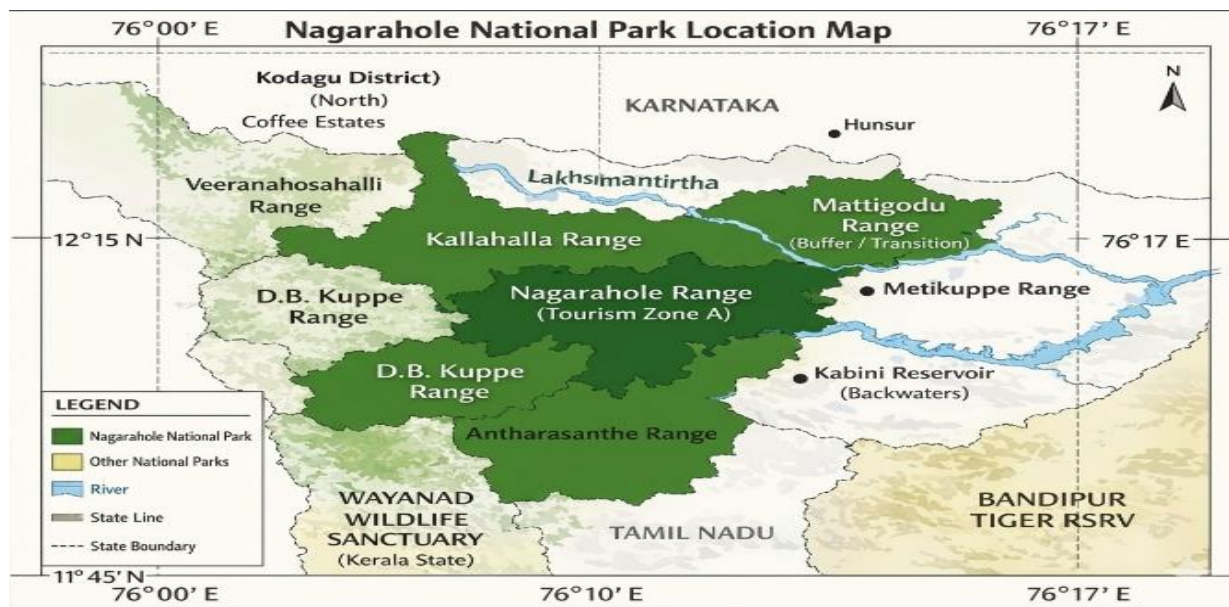 76°00' E
Nagarahole National Park Location Map
76°17' E
Kodagu District)
(North)
Coffee Estates
KARNATAKA
N
Hunsur
Veeranahosahalli
Range
Lakhsmantirtha
Mattigodu
Range
(Buffer / Transition)
12°15 N
Kallahalla Range
76°17' E
D.B. Kuppe
Range
Nagarahole Range
(Tourism Zone A)
Metikuppe Range
D.B. Kuppe
Range
Kabini Reservoir
(Backwaters)
LEGEND
Nagarahole National Park
Other National Parks
River
State Line
State Boundary
Antharasanthe Range
WAYANAD
WILDLIFE
SANCTUARY
(Kerala State)
TAMIL NADU
BANDIPUR
TIGER RSRV
11°45' N
76°00' E
76°10' E
76°17' E